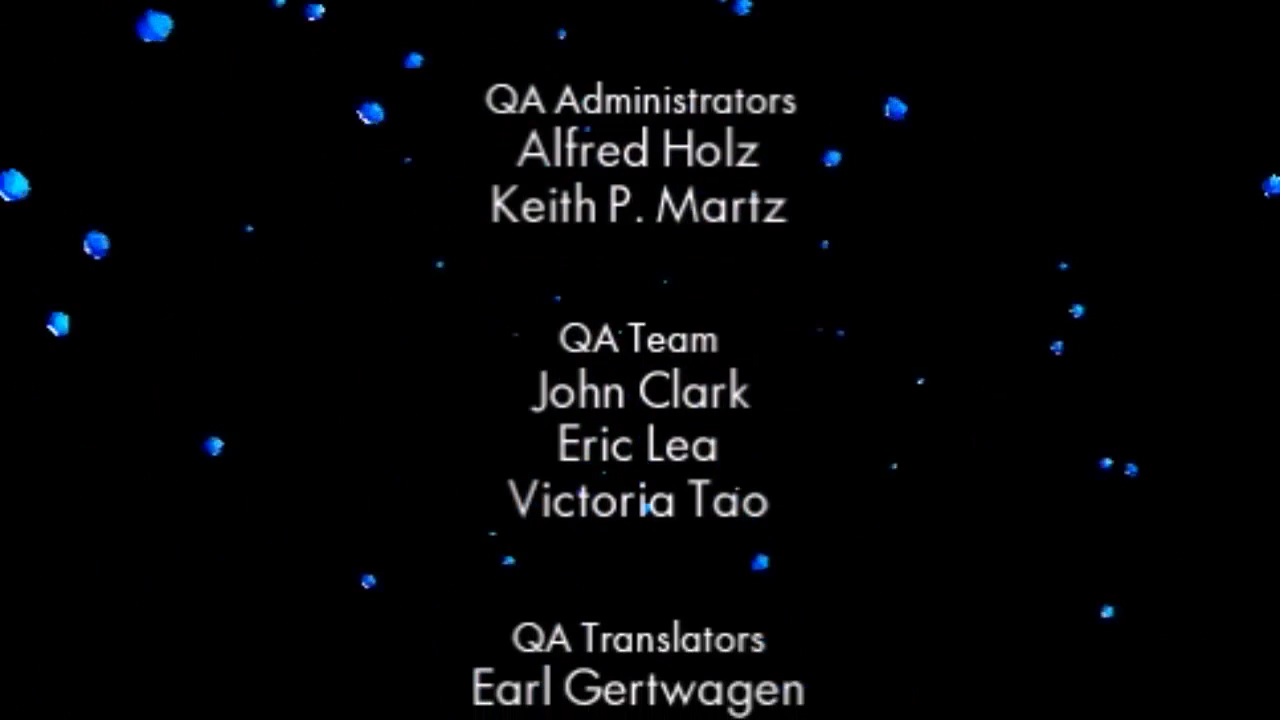 QA Administrators
Alfred Holz
Keith P. Martz
QA Team
John Clark
Eric Lea
Victoria Tao
QA Translators
Earl Gertwagen